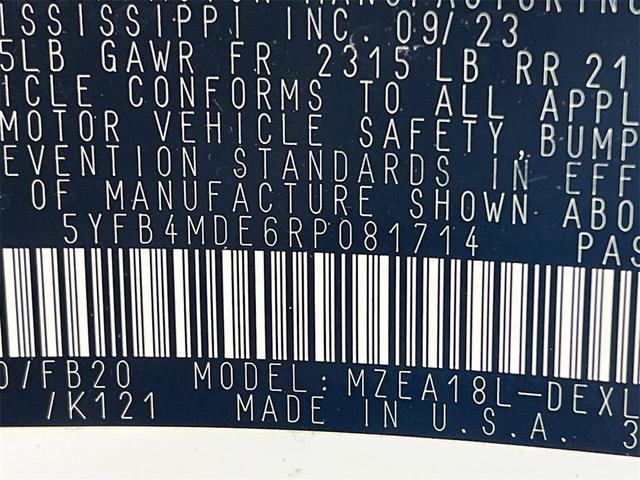 ISSISSIPPI INC. 09/23
5LB GAWR FR 2315 LB RR 21
ICLE CONFORMS TO ALL APPL
MOTOR VEHICLE SAFETY, BUMP
EVENTION STANDARDS IN EFF
OF MANUFACTURE SHOWN ABO
5YFB4MDE6RP081714 PAS
0/FB20 MODEL: MZEA18L-DEXL
/K121 MADE IN U.S.A. 3